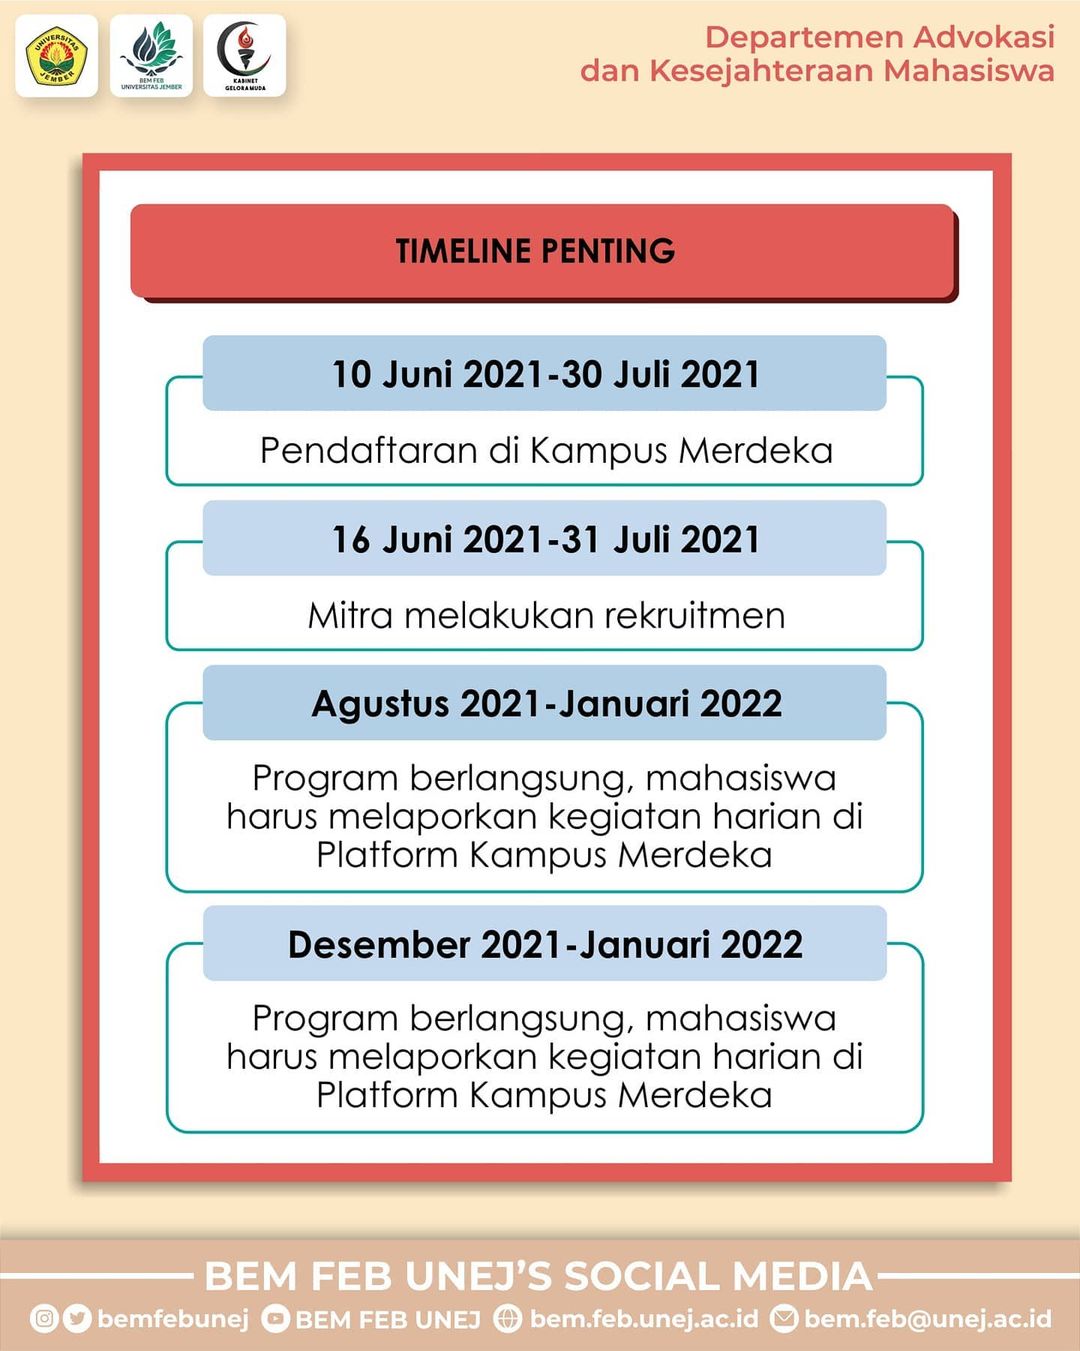 UNIVERSITAS
JEMBER
BEM FEB
UNIVERSITAS JEMBER
KABINET
GELORA MUDA
Departemen Advokasi
dan Kesejahteraan Mahasiswa
TIMELINE PENTING
10 Juni 2021-30 Juli 2021
Pendaftaran di Kampus Merdeka
16 Juni 2021-31 Juli 2021
Mitra melakukan rekruitmen
Agustus 2021-Januari 2022
Program berlangsung, mahasiswa
harus melaporkan kegiatan harian di
Platform Kampus Merdeka
Desember 2021-Januari 2022
Program berlangsung, mahasiswa
harus melaporkan kegiatan harian di
Platform Kampus Merdeka
BEM FEB UNEJ'S SOCIAL MEDIA
bemfebunej BEM FEB UNEJ bem.feb.unej.ac.id bem.feb@unej.ac.id